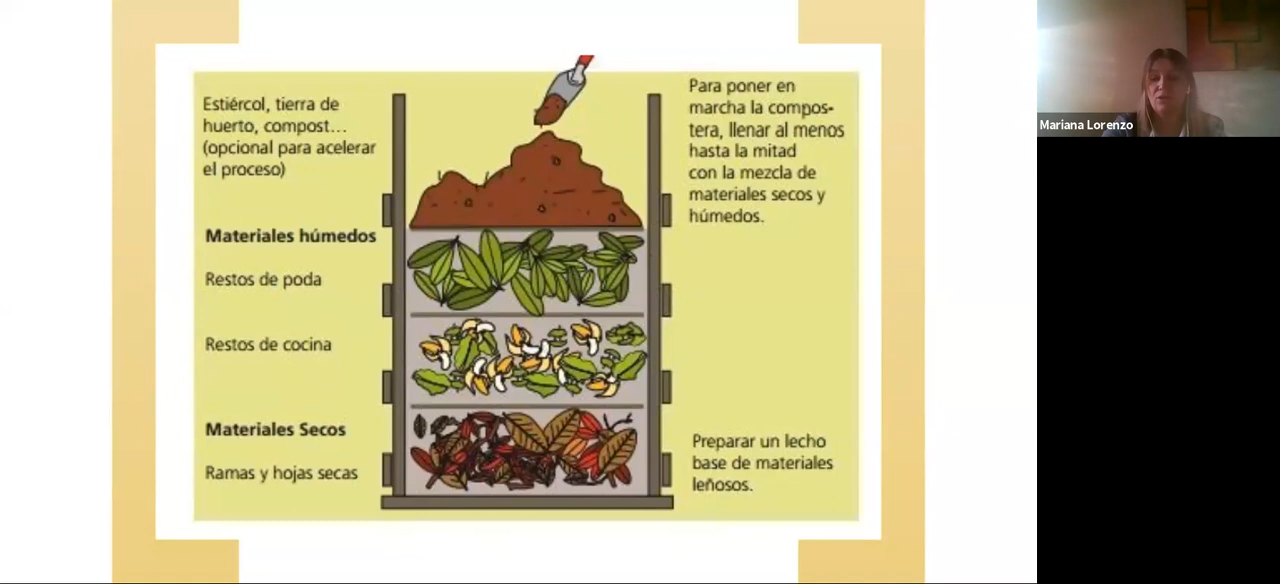 Estiércol, tierra de
huerto, compost...
(opcional para acelerar
el proceso)
Materiales húmedos
Restos de poda
Restos de cocina
Materiales Secos
Ramas y hojas secas
Para poner en
marcha la compos-
tera, llenar al menos
hasta la mitad
con la mezcla de
materiales secos y
húmedos.
Preparar un lecho
base de materiales
leñosos.
Mariana Lorenzo